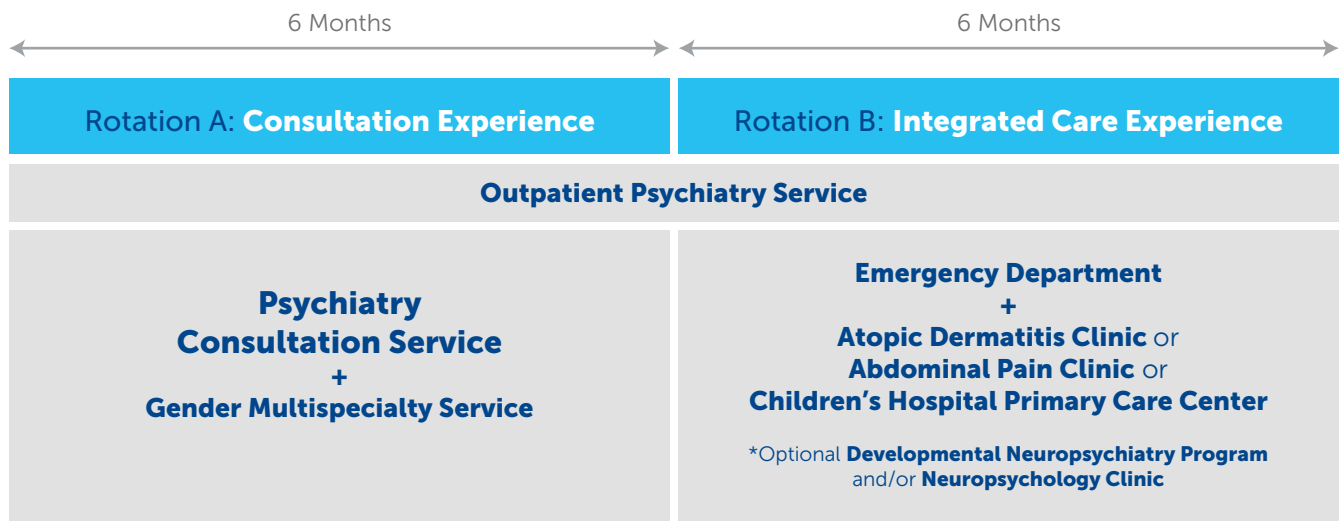 6 Months
6 Months
Rotation A: Consultation Experience
Rotation B: Integrated Care Experience
Outpatient Psychiatry Service
Psychiatry
Consultation Service
+
Gender Multispecialty Service
Emergency Department
+
Atopic Dermatitis Clinic or
Abdominal Pain Clinic or
Children’s Hospital Primary Care Center
*Optional Developmental Neuropsychiatry Program
and/or Neuropsychology Clinic